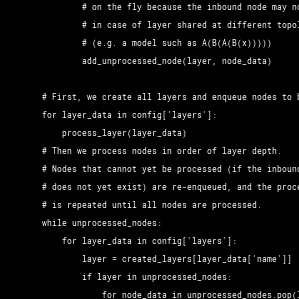 # on the fly because the inbound node may no
# in case of layer shared at different topol
# (e.g. a model such as A(B(A(B(x)))))
add_unprocessed_node(layer, node_data)
# First, we create all layers and enqueue nodes to b
for layer_data in config['layers']:
process_layer(layer_data)
# Then we process nodes in order of layer depth.
# Nodes that cannot yet be processed (if the inbound
# does not yet exist) are re-enqueued, and the proce
# is repeated until all nodes are processed.
while unprocessed_nodes:
for layer_data in config['layers']:
layer = created_layers[layer_data['name']]
if layer in unprocessed_nodes:
for node_data in unprocessed_nodes.pop(l